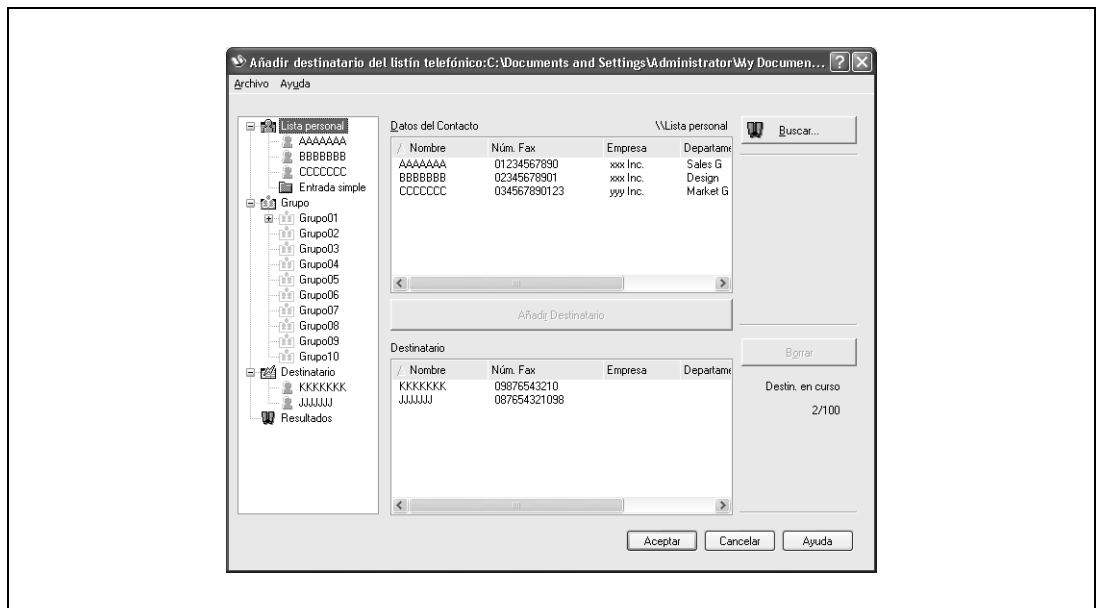 Añadir destinatario del listín telefónico:C:\Documents and Settings\Administrator\My Documen...
Archivo Ayuda
Lista personal
AAAAAAA
BBBBBBB
CCCCCCC
Entrada simple
Grupo
Grupo01
Grupo02
Grupo03
Grupo04
Grupo05
Grupo06
Grupo07
Grupo08
Grupo09
Grupo10
Destinatario
KKKKKKK
JJJJJJJ
Resultados
Datos del Contacto \\Lista personal
/ Nombre Núm. Fax Empresa Departame
AAAAAAA 01234567890 xxx Inc. Sales G
BBBBBBB 02345678901 xxx Inc. Design
CCCCCCC 034567890123 yyy Inc. Market G
Añadir Destinatario
Destinatario
/ Nombre Núm. Fax Empresa Departame
KKKKKKK 09876543210
JJJJJJJ 087654321098
Buscar...
Borrar
Destin. en curso
2/100
Aceptar Cancelar Ayuda